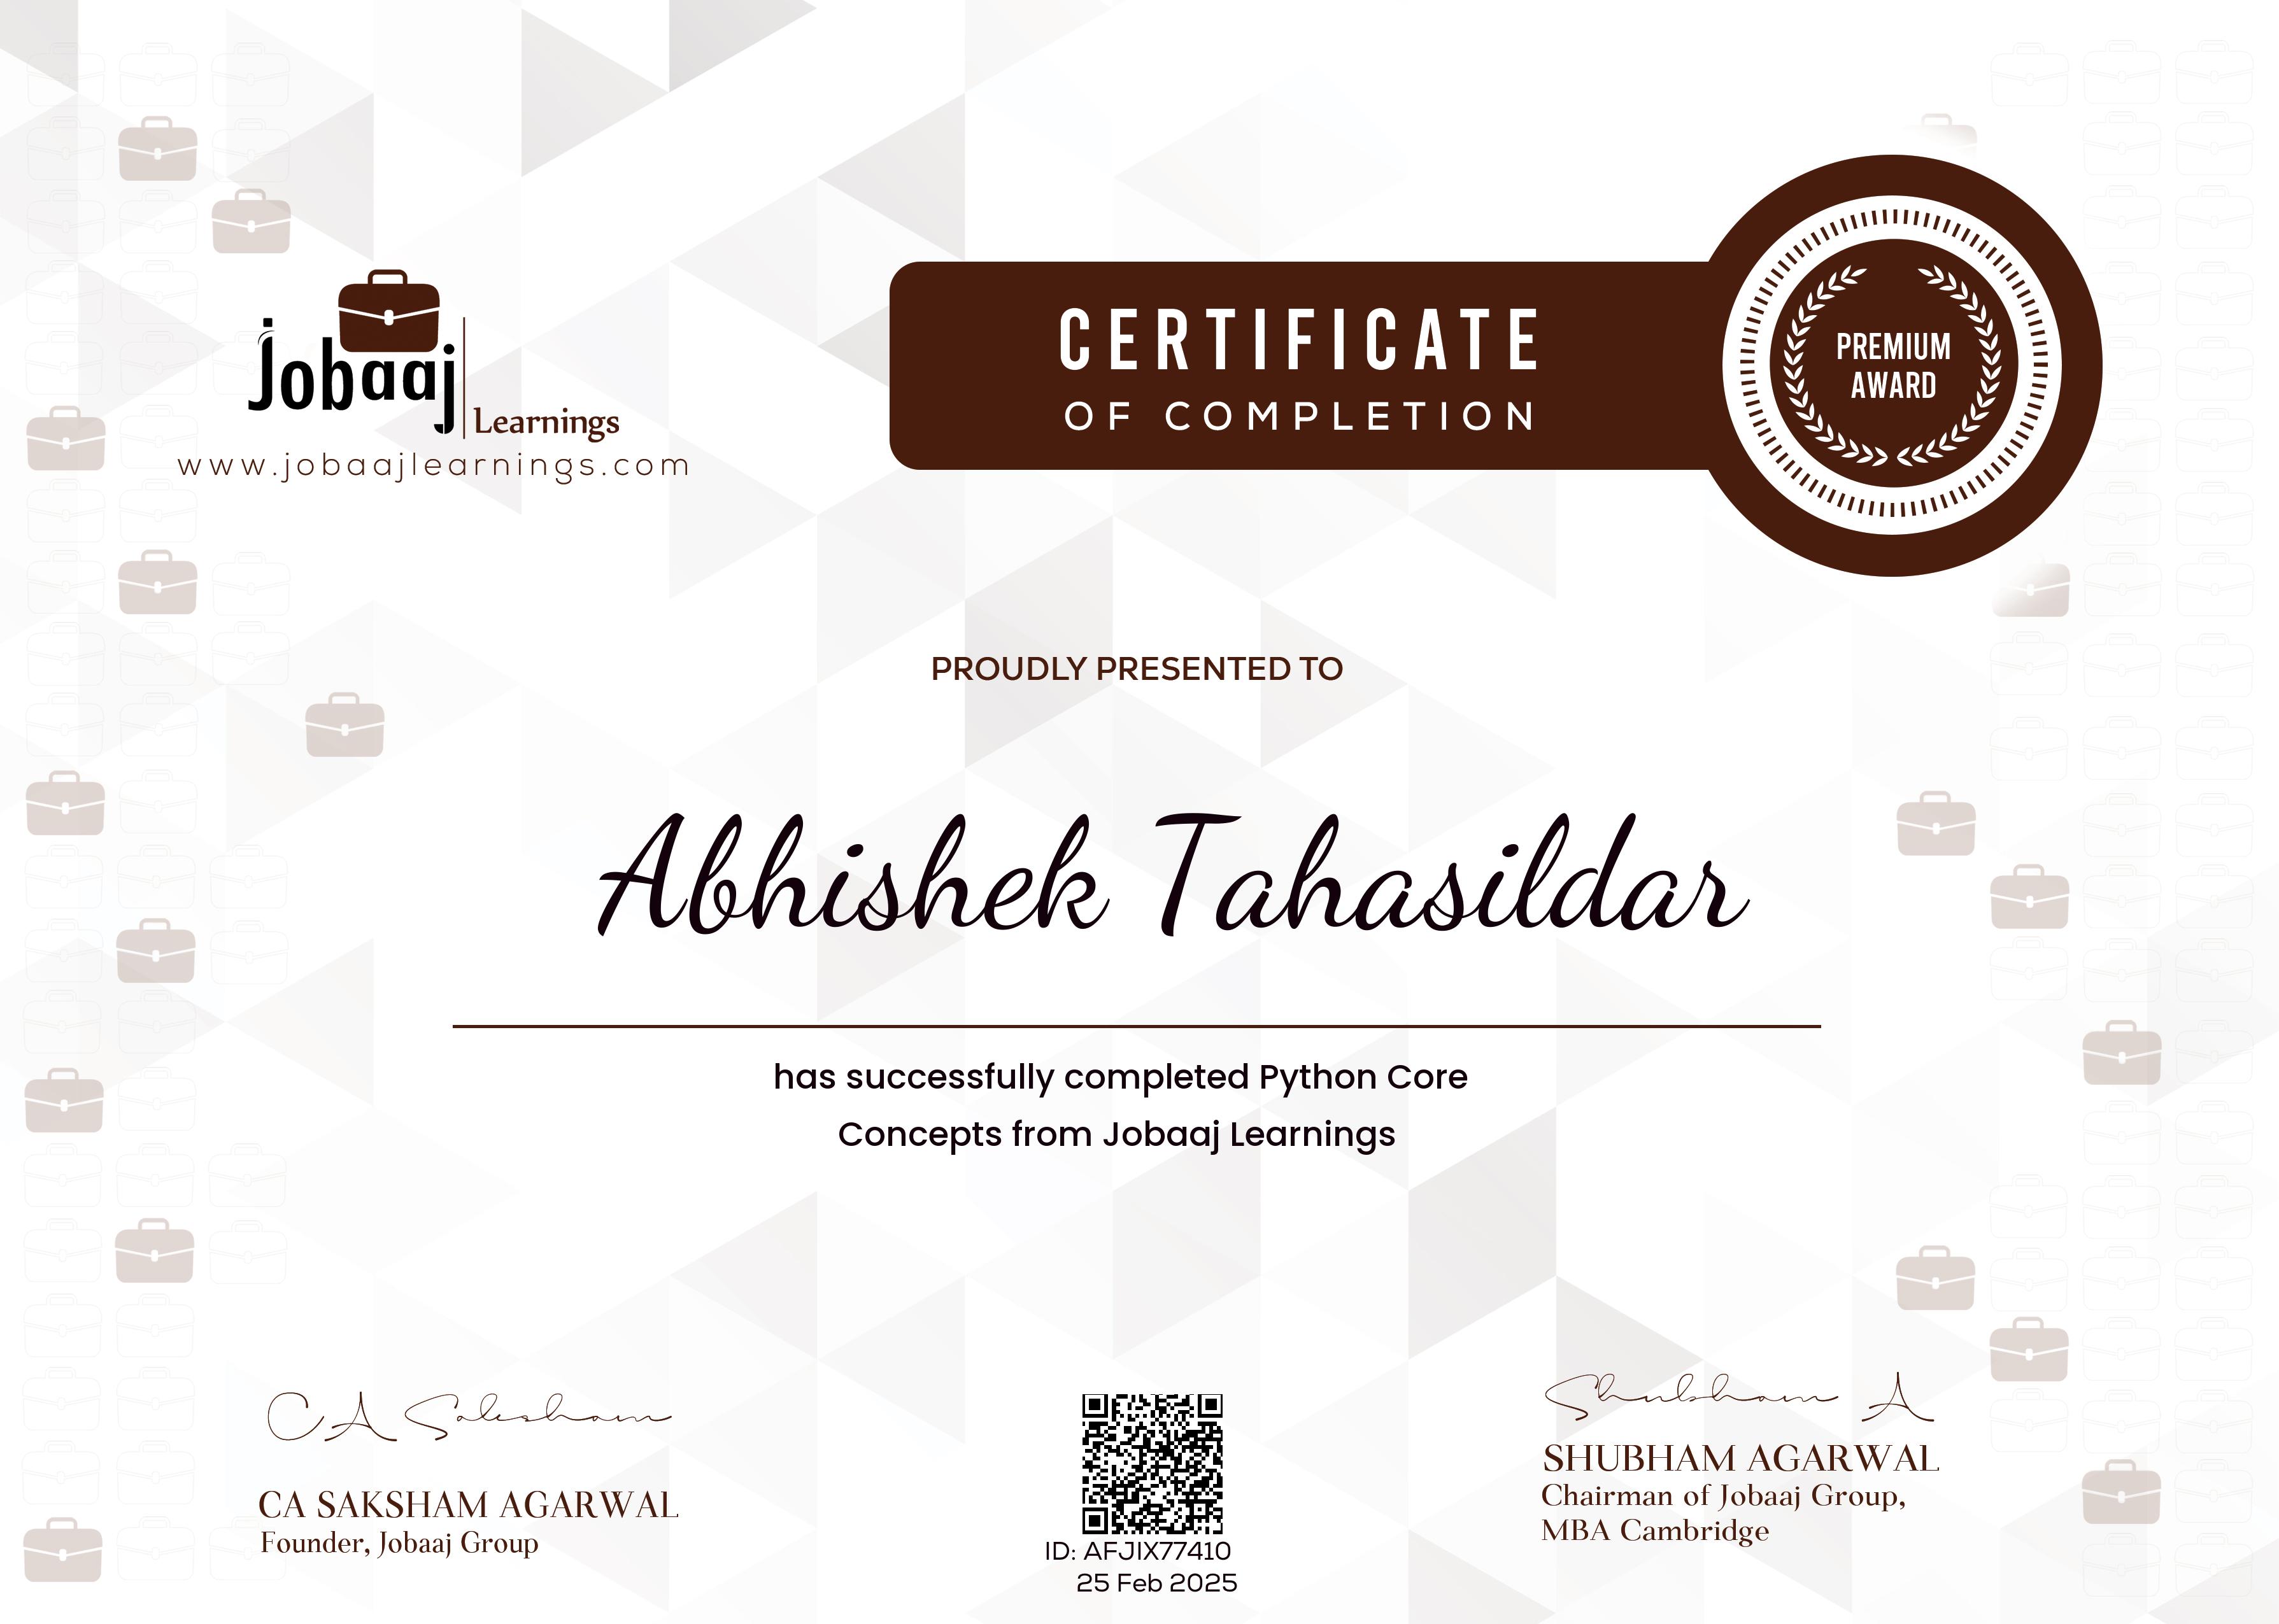 Jobaaj
Learnings
www.jobaajlearnings.com
CERTIFICATE
OF COMPLETION
PREMIUM
AWARD
PROUDLY PRESENTED TO
Abhishek Tahasildar
has successfully completed Python Core
Concepts from Jobaaj Learnings
CA Saksham
CA SAKSHAM AGARWAL
Founder, Jobaaj Group
ID: AFJIX77410
25 Feb 2025
Shubham A
SHUBHAM AGARWAL
Chairman of Jobaaj Group,
MBA Cambridge